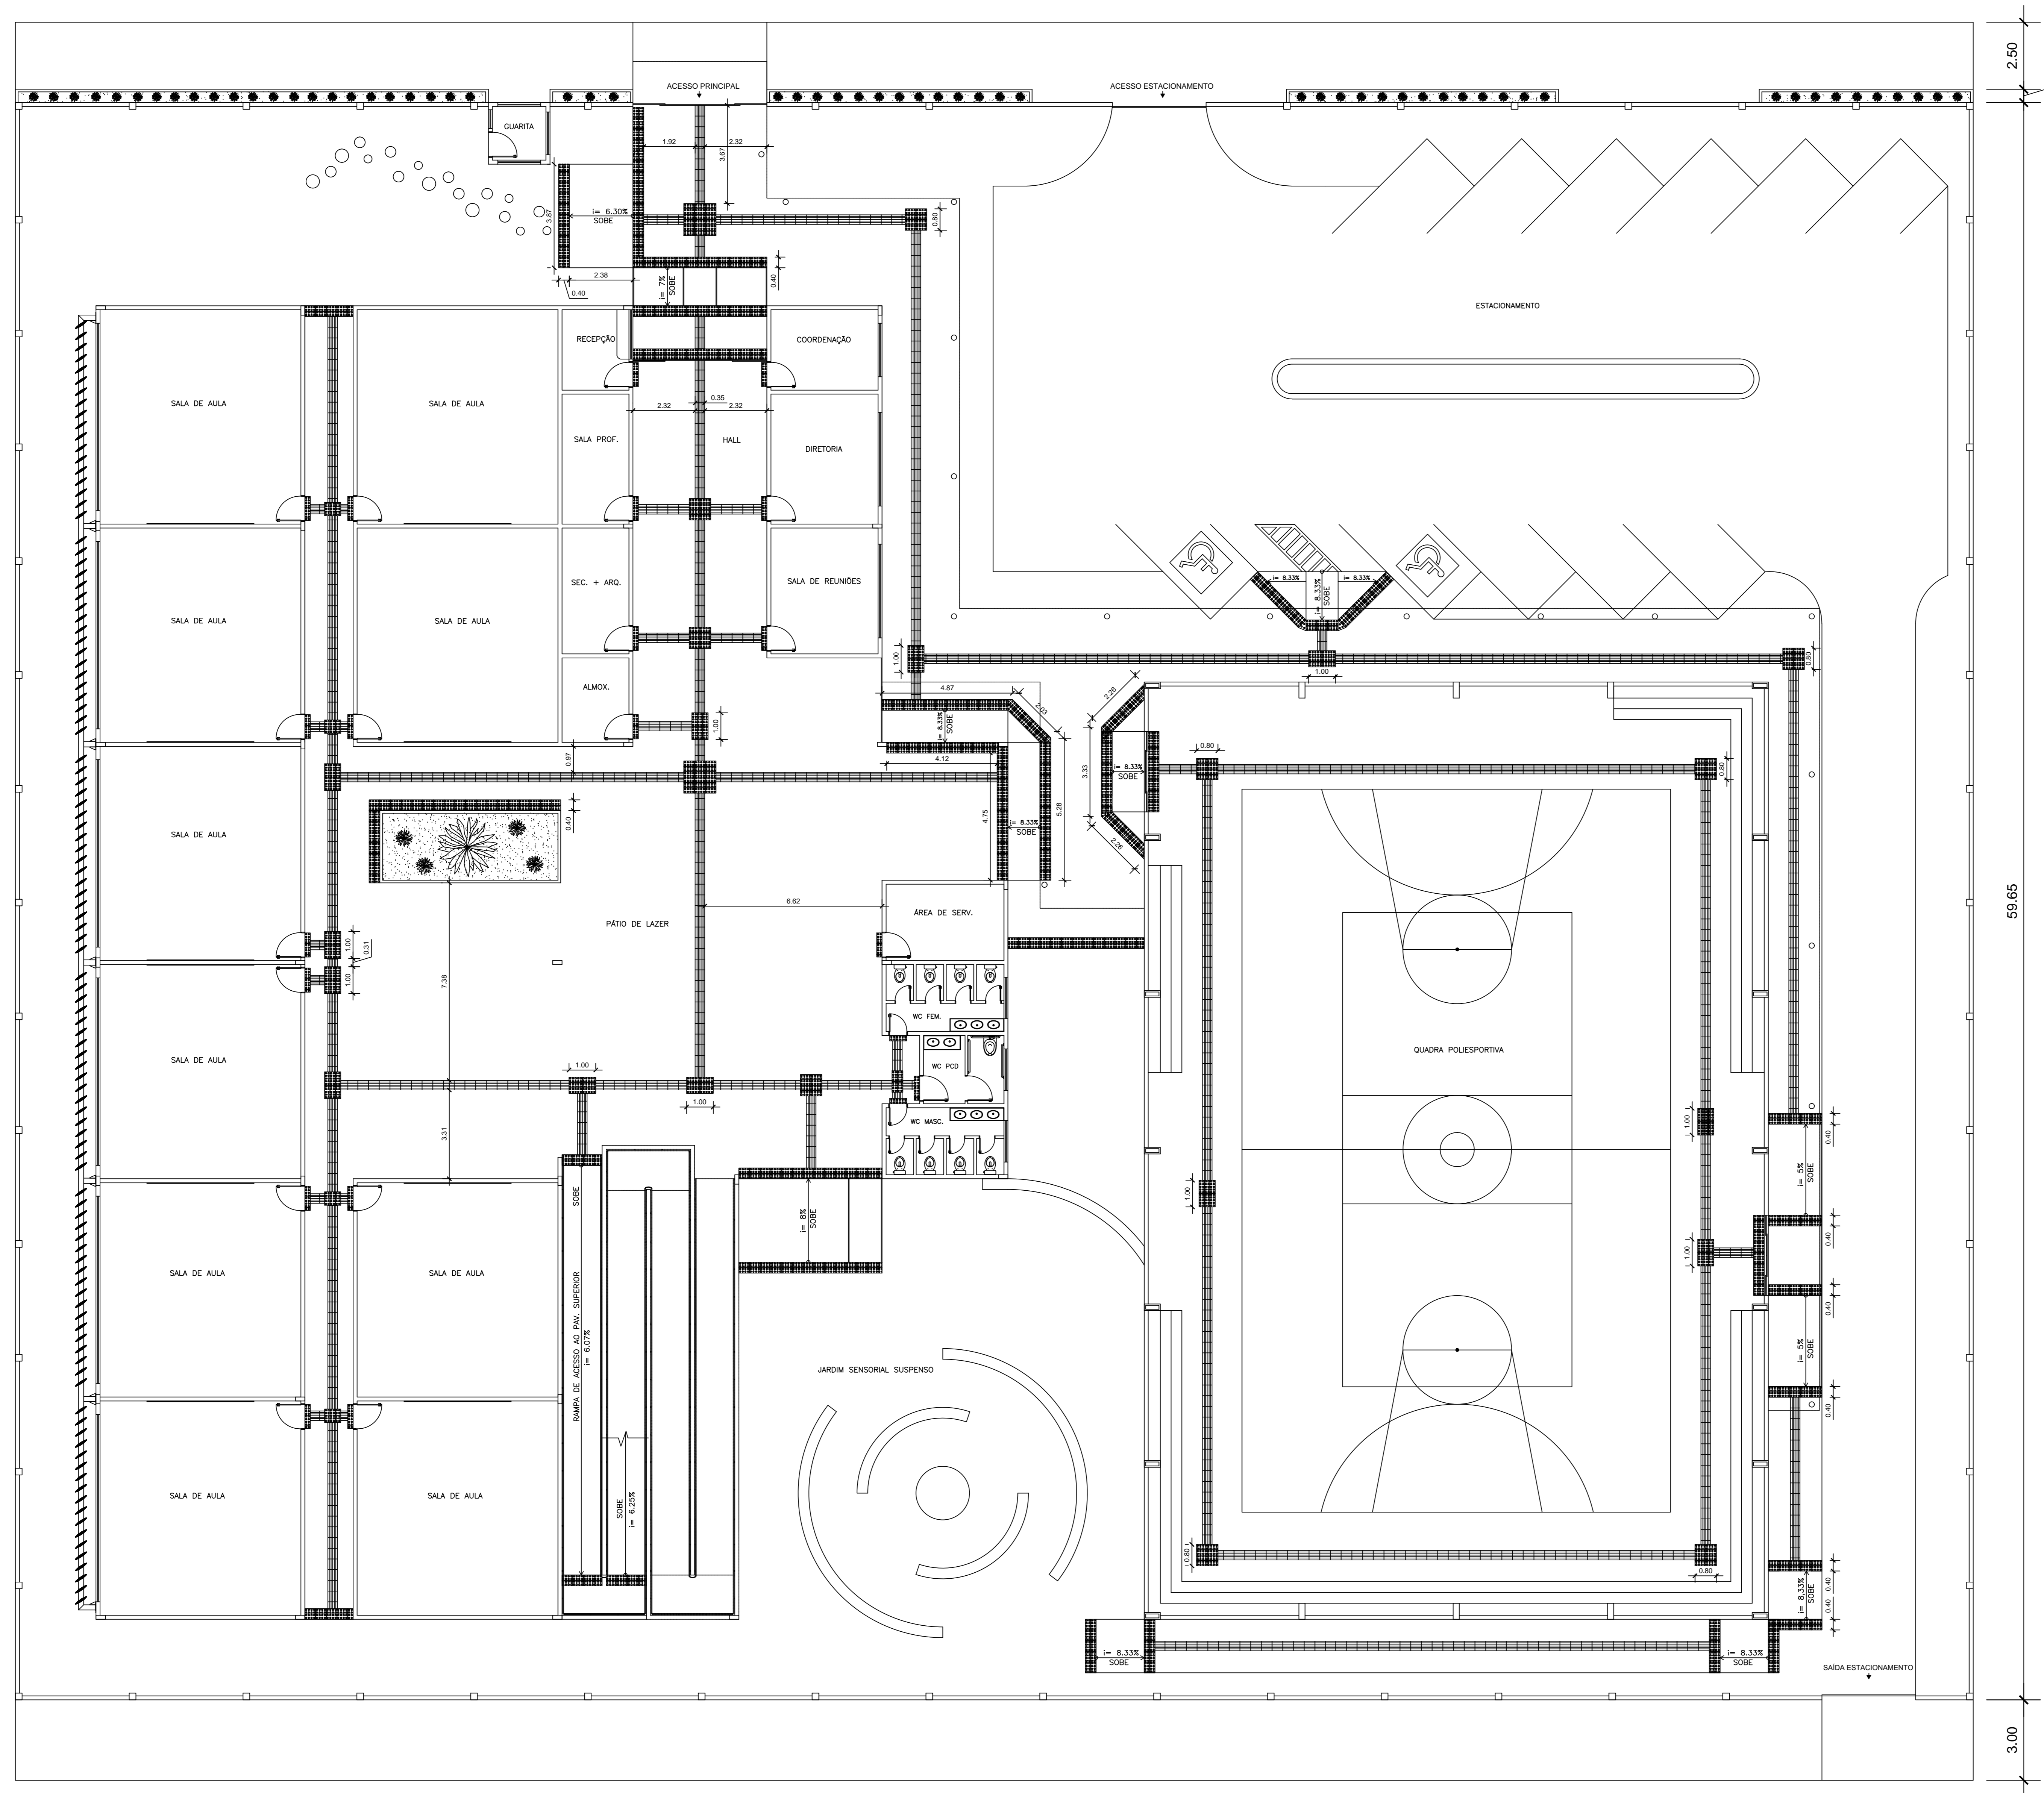 2.50
ACESSO PRINCIPAL
ACESSO ESTACIONAMENTO
GUARITA
1.92
2.32
3.67
3.87
i= 6.30%
SOBE
0.80
2.38
0.40
i= 7%
SOBE
0.40
ESTACIONAMENTO
RECEPÇÃO
COORDENAÇÃO
SALA DE AULA
SALA DE AULA
0.35
2.32
2.32
SALA PROF.
HALL
DIRETORIA
SEC. + ARQ.
SALA DE REUNIÕES
i= 8.33%
i= 8.33%
i= 8.33%
SOBE
SALA DE AULA
SALA DE AULA
1.00
0.80
1.00
ALMOX.
4.87
2.03
2.26
1.00
i= 8.33%
SOBE
0.97
4.12
3.33
i= 8.33%
SOBE
0.80
0.80
SALA DE AULA
0.40
4.75
i= 8.33%
SOBE
5.28
2.26
59.65
6.62
ÁREA DE SERV.
PÁTIO DE LAZER
1.00
0.31
1.00
7.38
WC FEM.
SALA DE AULA
QUADRA POLIESPORTIVA
1.00
WC PCD
1.00
3.31
WC MASC.
1.00
0.40
i= 5%
SOBE
1.00
SOBE
i= 8%
SOBE
0.40
1.00
SALA DE AULA
SALA DE AULA
RAMPA DE ACESSO AO PAV. SUPERIOR
i= 6.07%
0.40
i= 5%
SOBE
JARDIM SENSORIAL SUSPENSO
0.40
SALA DE AULA
SALA DE AULA
SOBE
i= 6.25%
0.80
0.80
0.40
i= 8,33%
SOBE
0.40
i= 8.33%
SOBE
i= 8.33%
SOBE
SAÍDA ESTACIONAMENTO
3.00